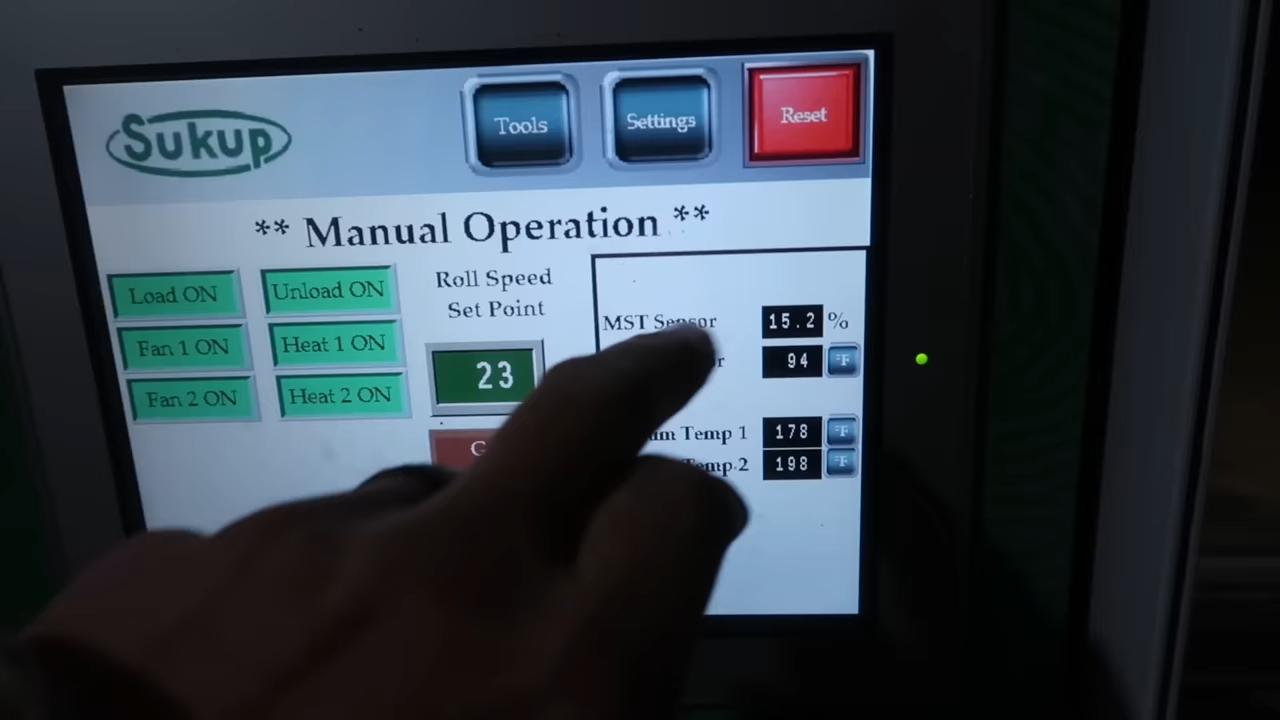 Sukup
Tools
Settings
Reset
** Manual Operation **
Load ON
Unload ON
Fan 1 ON
Heat 1 ON
Fan 2 ON
Heat 2 ON
Roll Speed
Set Point
23
MST Sensor 15.2 %
94 °F
Temp 1 178 °F
Temp 2 198 °F